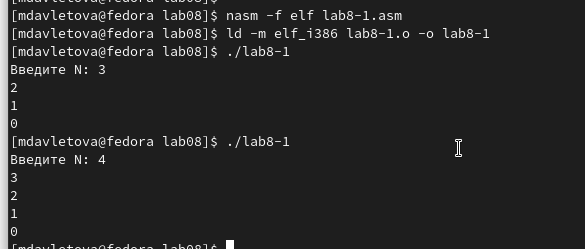 [mdavletova@fedora lab08]$ nasm -f elf lab8-1.asm
[mdavletova@fedora lab08]$ ld -m elf_i386 lab8-1.o -o lab8-1
[mdavletova@fedora lab08]$ ./lab8-1
Введите N: 3
2
1
0
[mdavletova@fedora lab08]$ ./lab8-1
Введите N: 4
3
2
1
0
[mdavletova@fedora lab08]$